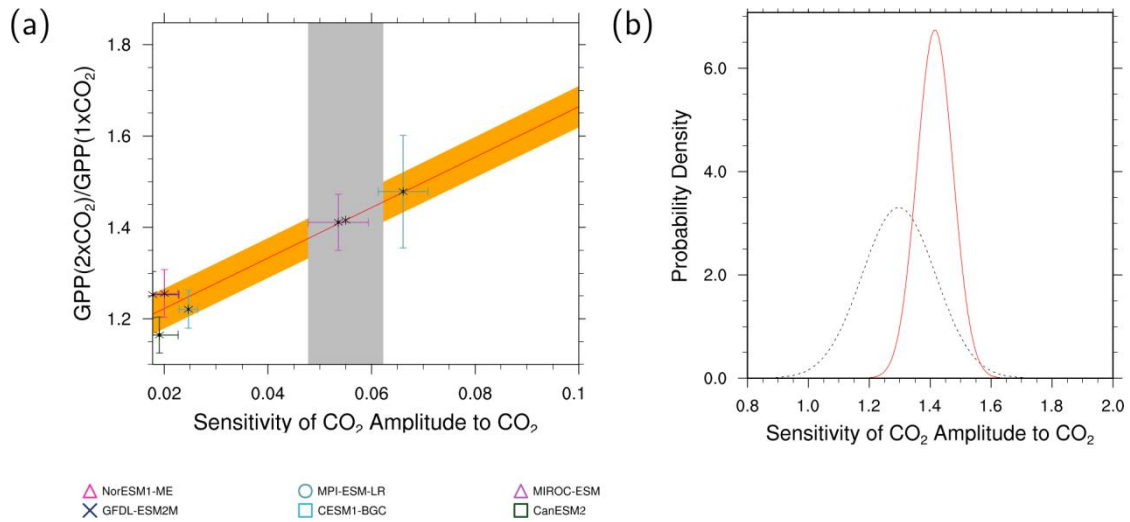 (a)
GPP(2xCO₂)/GPP(1xCO₂)
1.8
1.6
1.4
1.2
0.02 0.04 0.06 0.08 0.1
Sensitivity of CO₂ Amplitude to CO₂
(b)
Probability Density
6.0
4.0
2.0
0.0
0.8 1.0 1.2 1.4 1.6 1.8 2.0
Sensitivity of CO₂ Amplitude to CO₂
NorESM1-ME MPI-ESM-LR MIROC-ESM
GFDL-ESM2M CESM1-BGC CanESM2